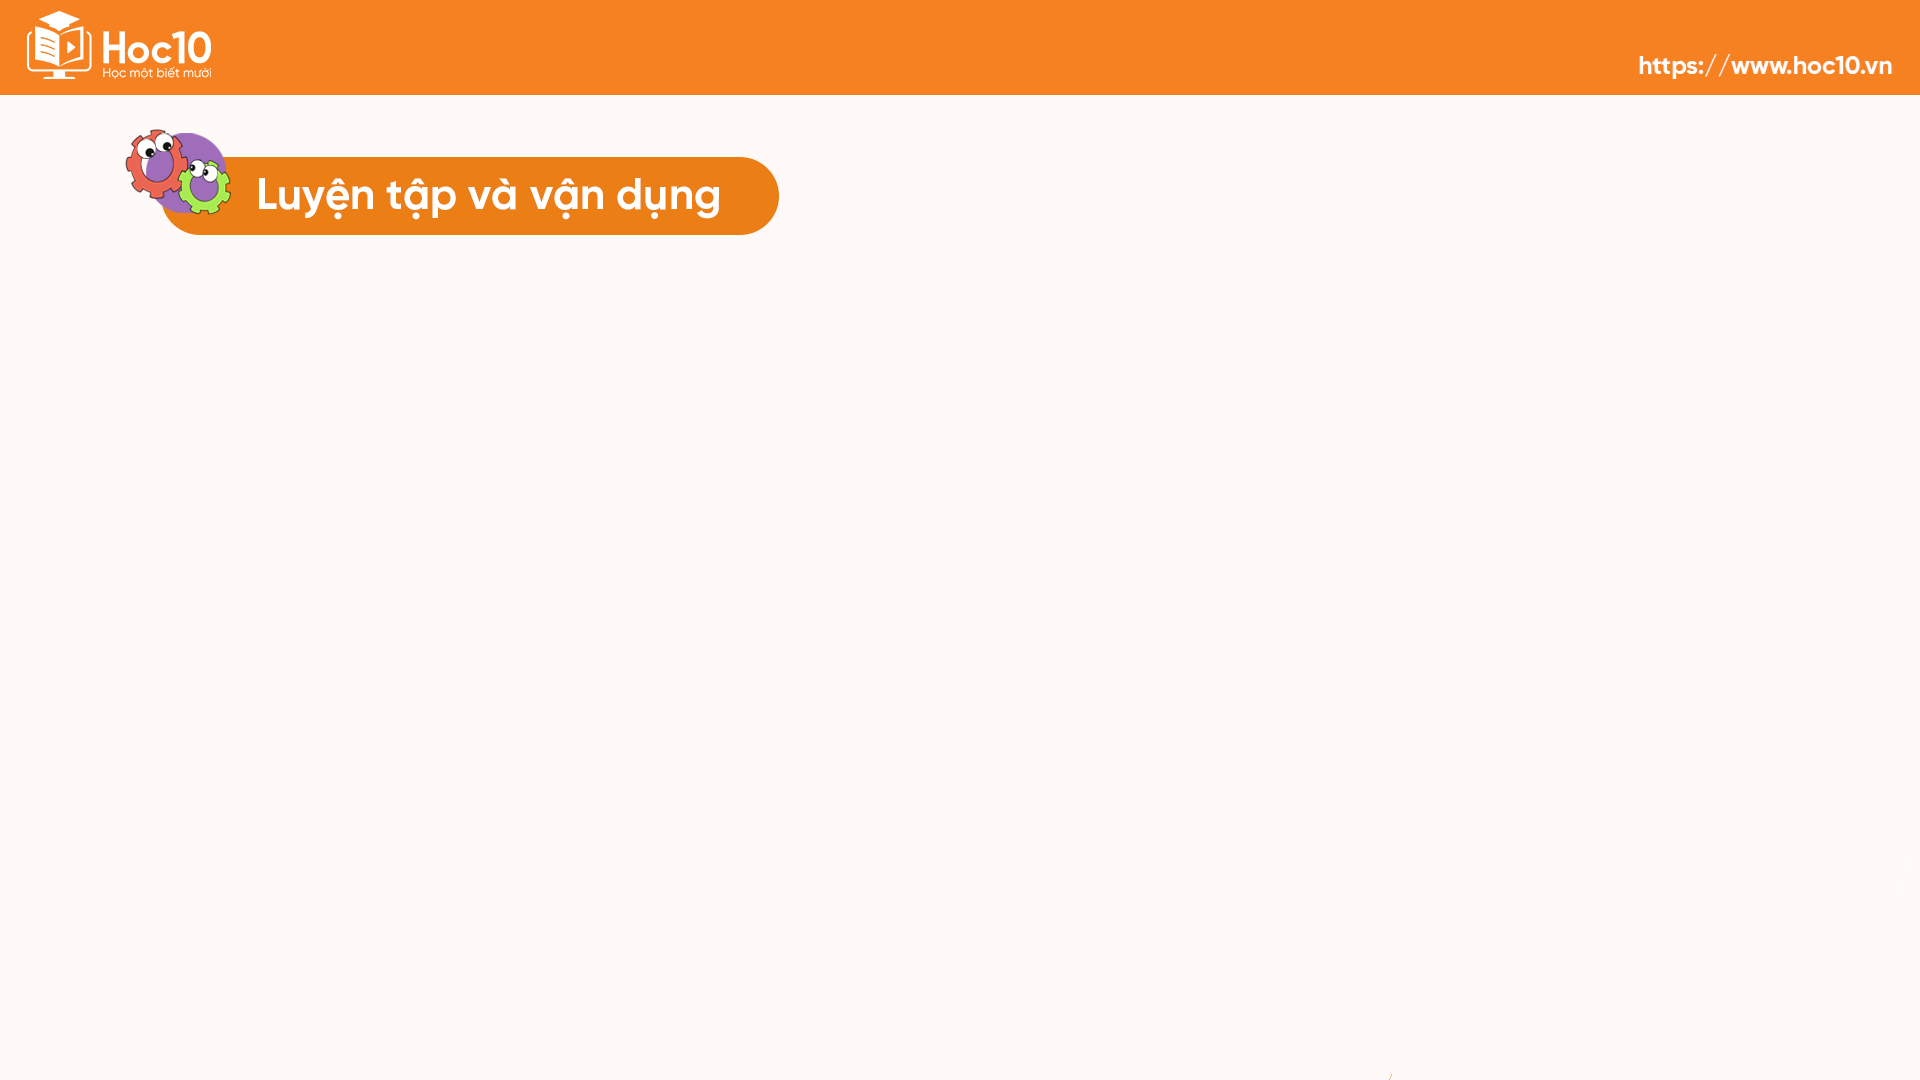 Hoc10
Học một biết mười
https://www.hoc10.vn
Luyện tập và vận dụng